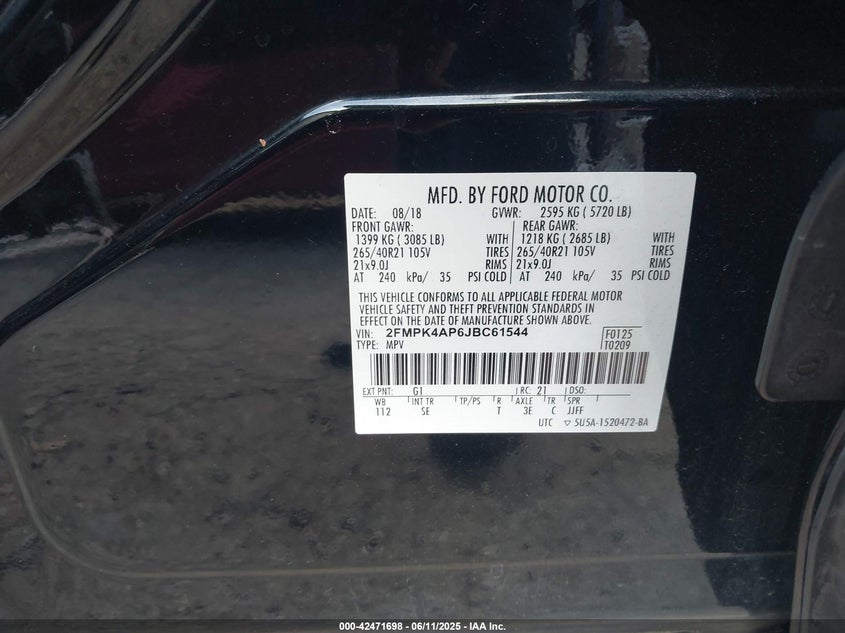 MFD. BY FORD MOTOR CO.
DATE: 08/18 GVWR: 2595 KG ( 5720 LB)
FRONT GAWR: REAR GAWR:
1399 KG ( 3085 LB) WITH 1218 KG ( 2685 LB) WITH
265/40R21 105V TIRES 265/40R21 105V TIRES
21x9.0J RIMS 21x9.0J RIMS
AT 240 kPa/ 35 PSI COLD AT 240 kPa/ 35 PSI COLD
THIS VEHICLE CONFORMS TO ALL APPLICABLE FEDERAL MOTOR
VEHICLE SAFETY AND THEFT PREVENTION STANDARDS IN
EFFECT ON THE DATE OF MANUFACTURE SHOWN ABOVE.
VIN: 2FMPK4AP6JBC61544 F0125
TYPE: MPV T0209
EXT PNT: G1 RC: 21 DSO:
WB INT TR TP/PS R AXLE TR SPR
112 SE T 3E C JJFF
UTC ▽ 5U5A-1520472-BA
000-42471698 - 06/11/2025 - IAA Inc.